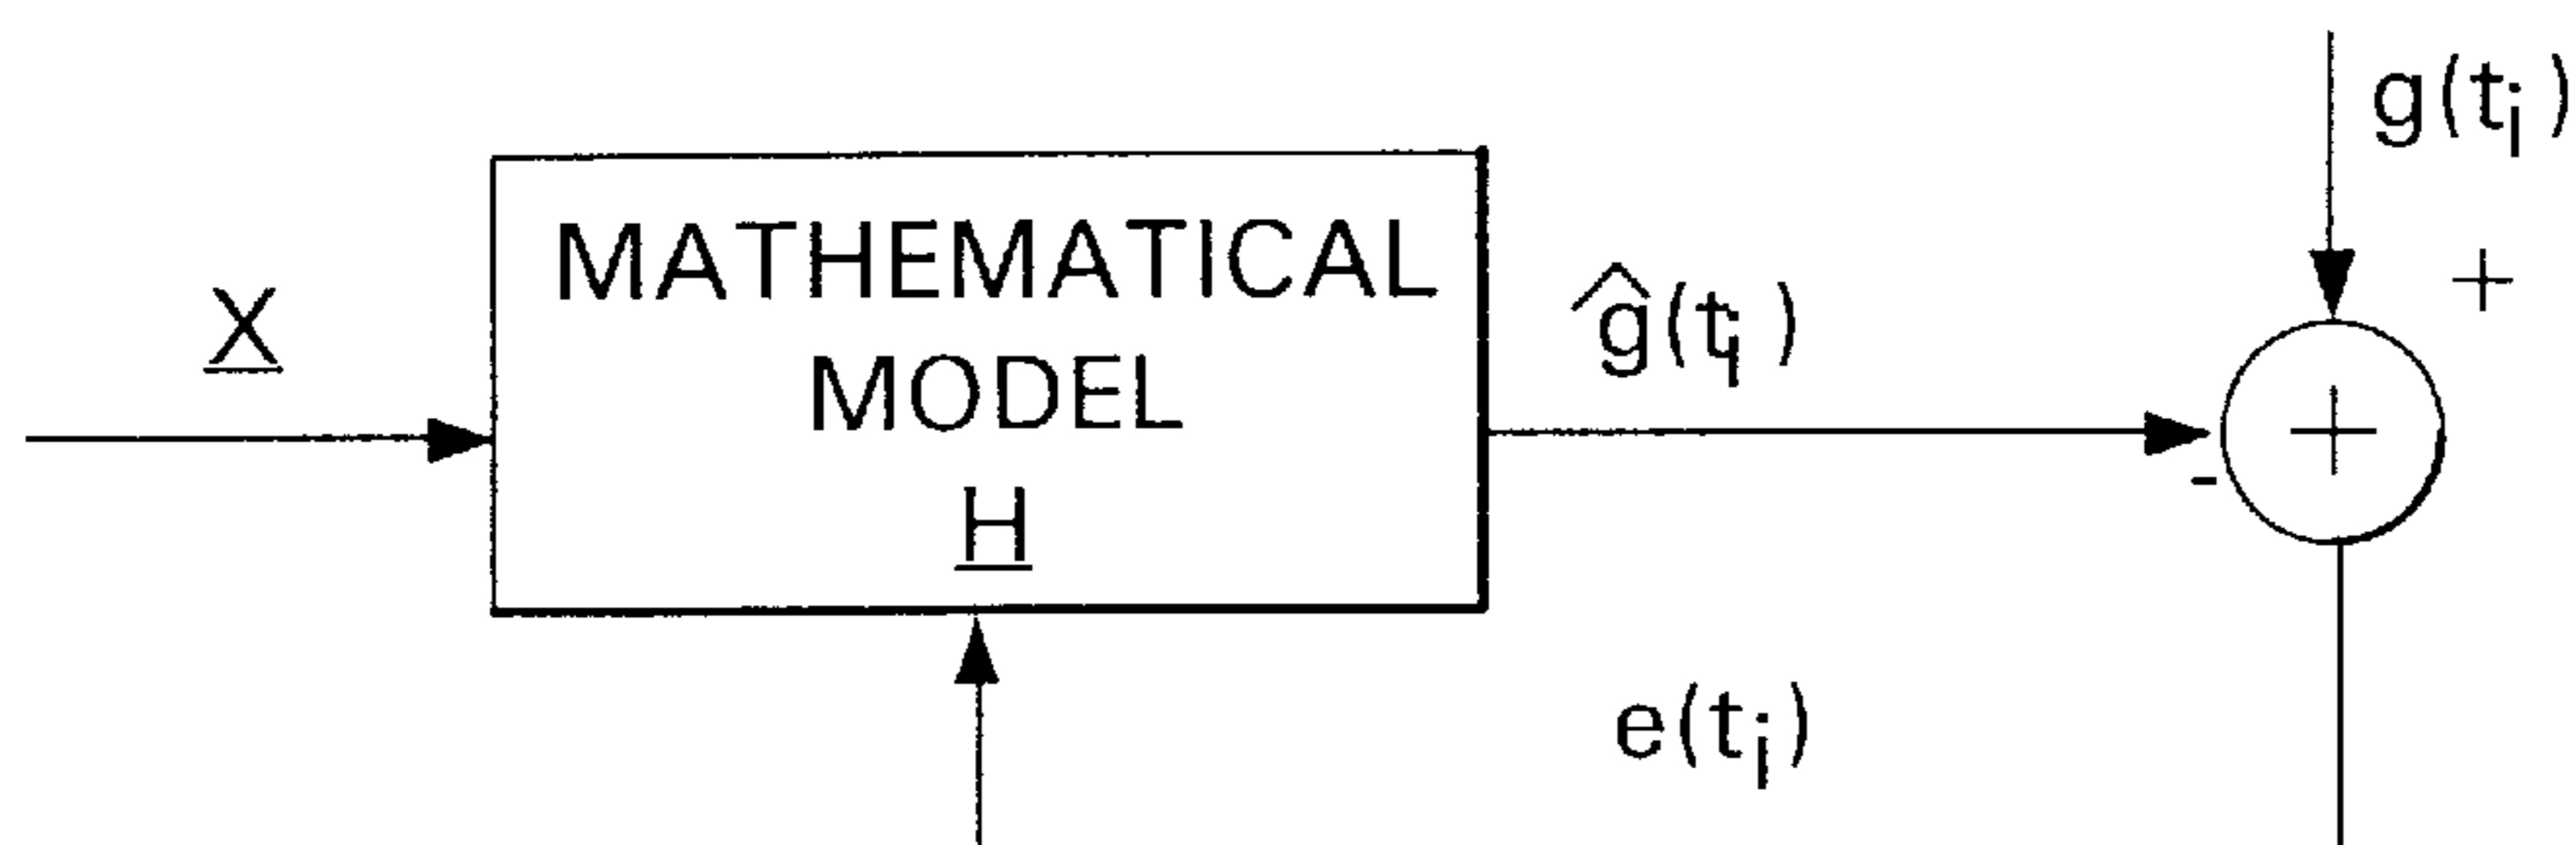 g(tᵢ)
+
X
MATHEMATICAL
MODEL
H
ĝ(tᵢ)
-
+
e(tᵢ)